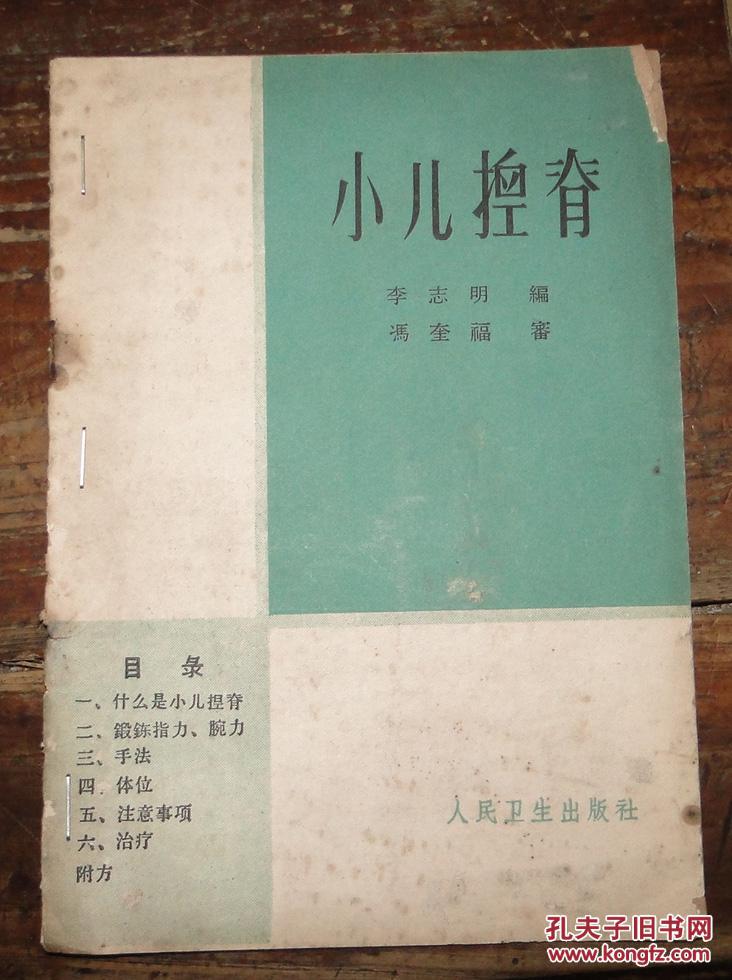 小儿揑脊
李志明 編
馮奎福 審
目录
一、什么是小儿揑脊
二、鍛鍊指力、腕力
三、手法
四、体位
五、注意事项
六、治疗
附方
人民卫生出版社
孔夫子旧书网
www.kongfz.com